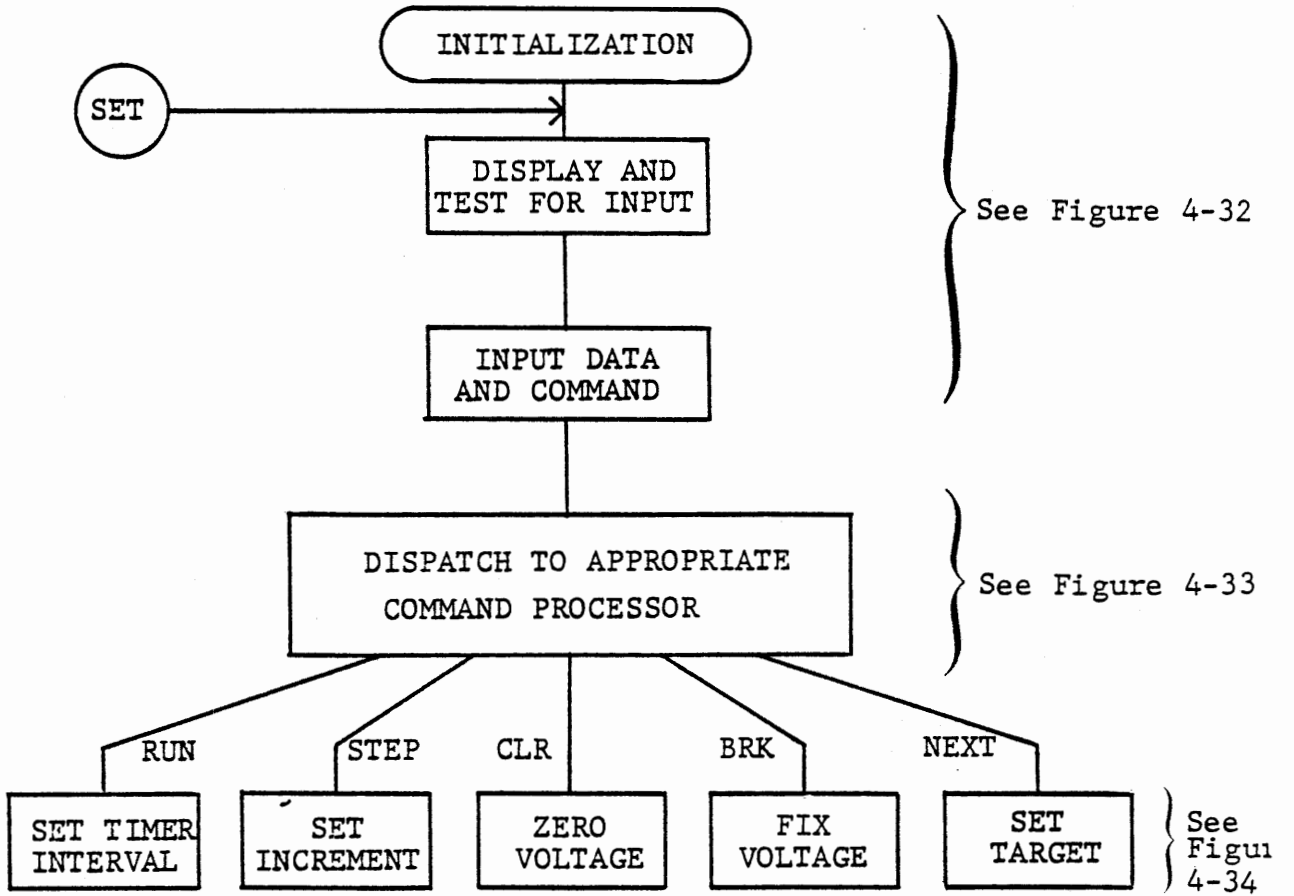 INITIALIZATION
SET
DISPLAY AND
TEST FOR INPUT
See Figure 4-32
INPUT DATA
AND COMMAND
DISPATCH TO APPROPRIATE
COMMAND PROCESSOR
See Figure 4-33
RUN
STEP
CLR
BRK
NEXT
SET TIMER
INTERVAL
SET
INCREMENT
ZERO
VOLTAGE
FIX
VOLTAGE
SET
TARGET
See
4-34